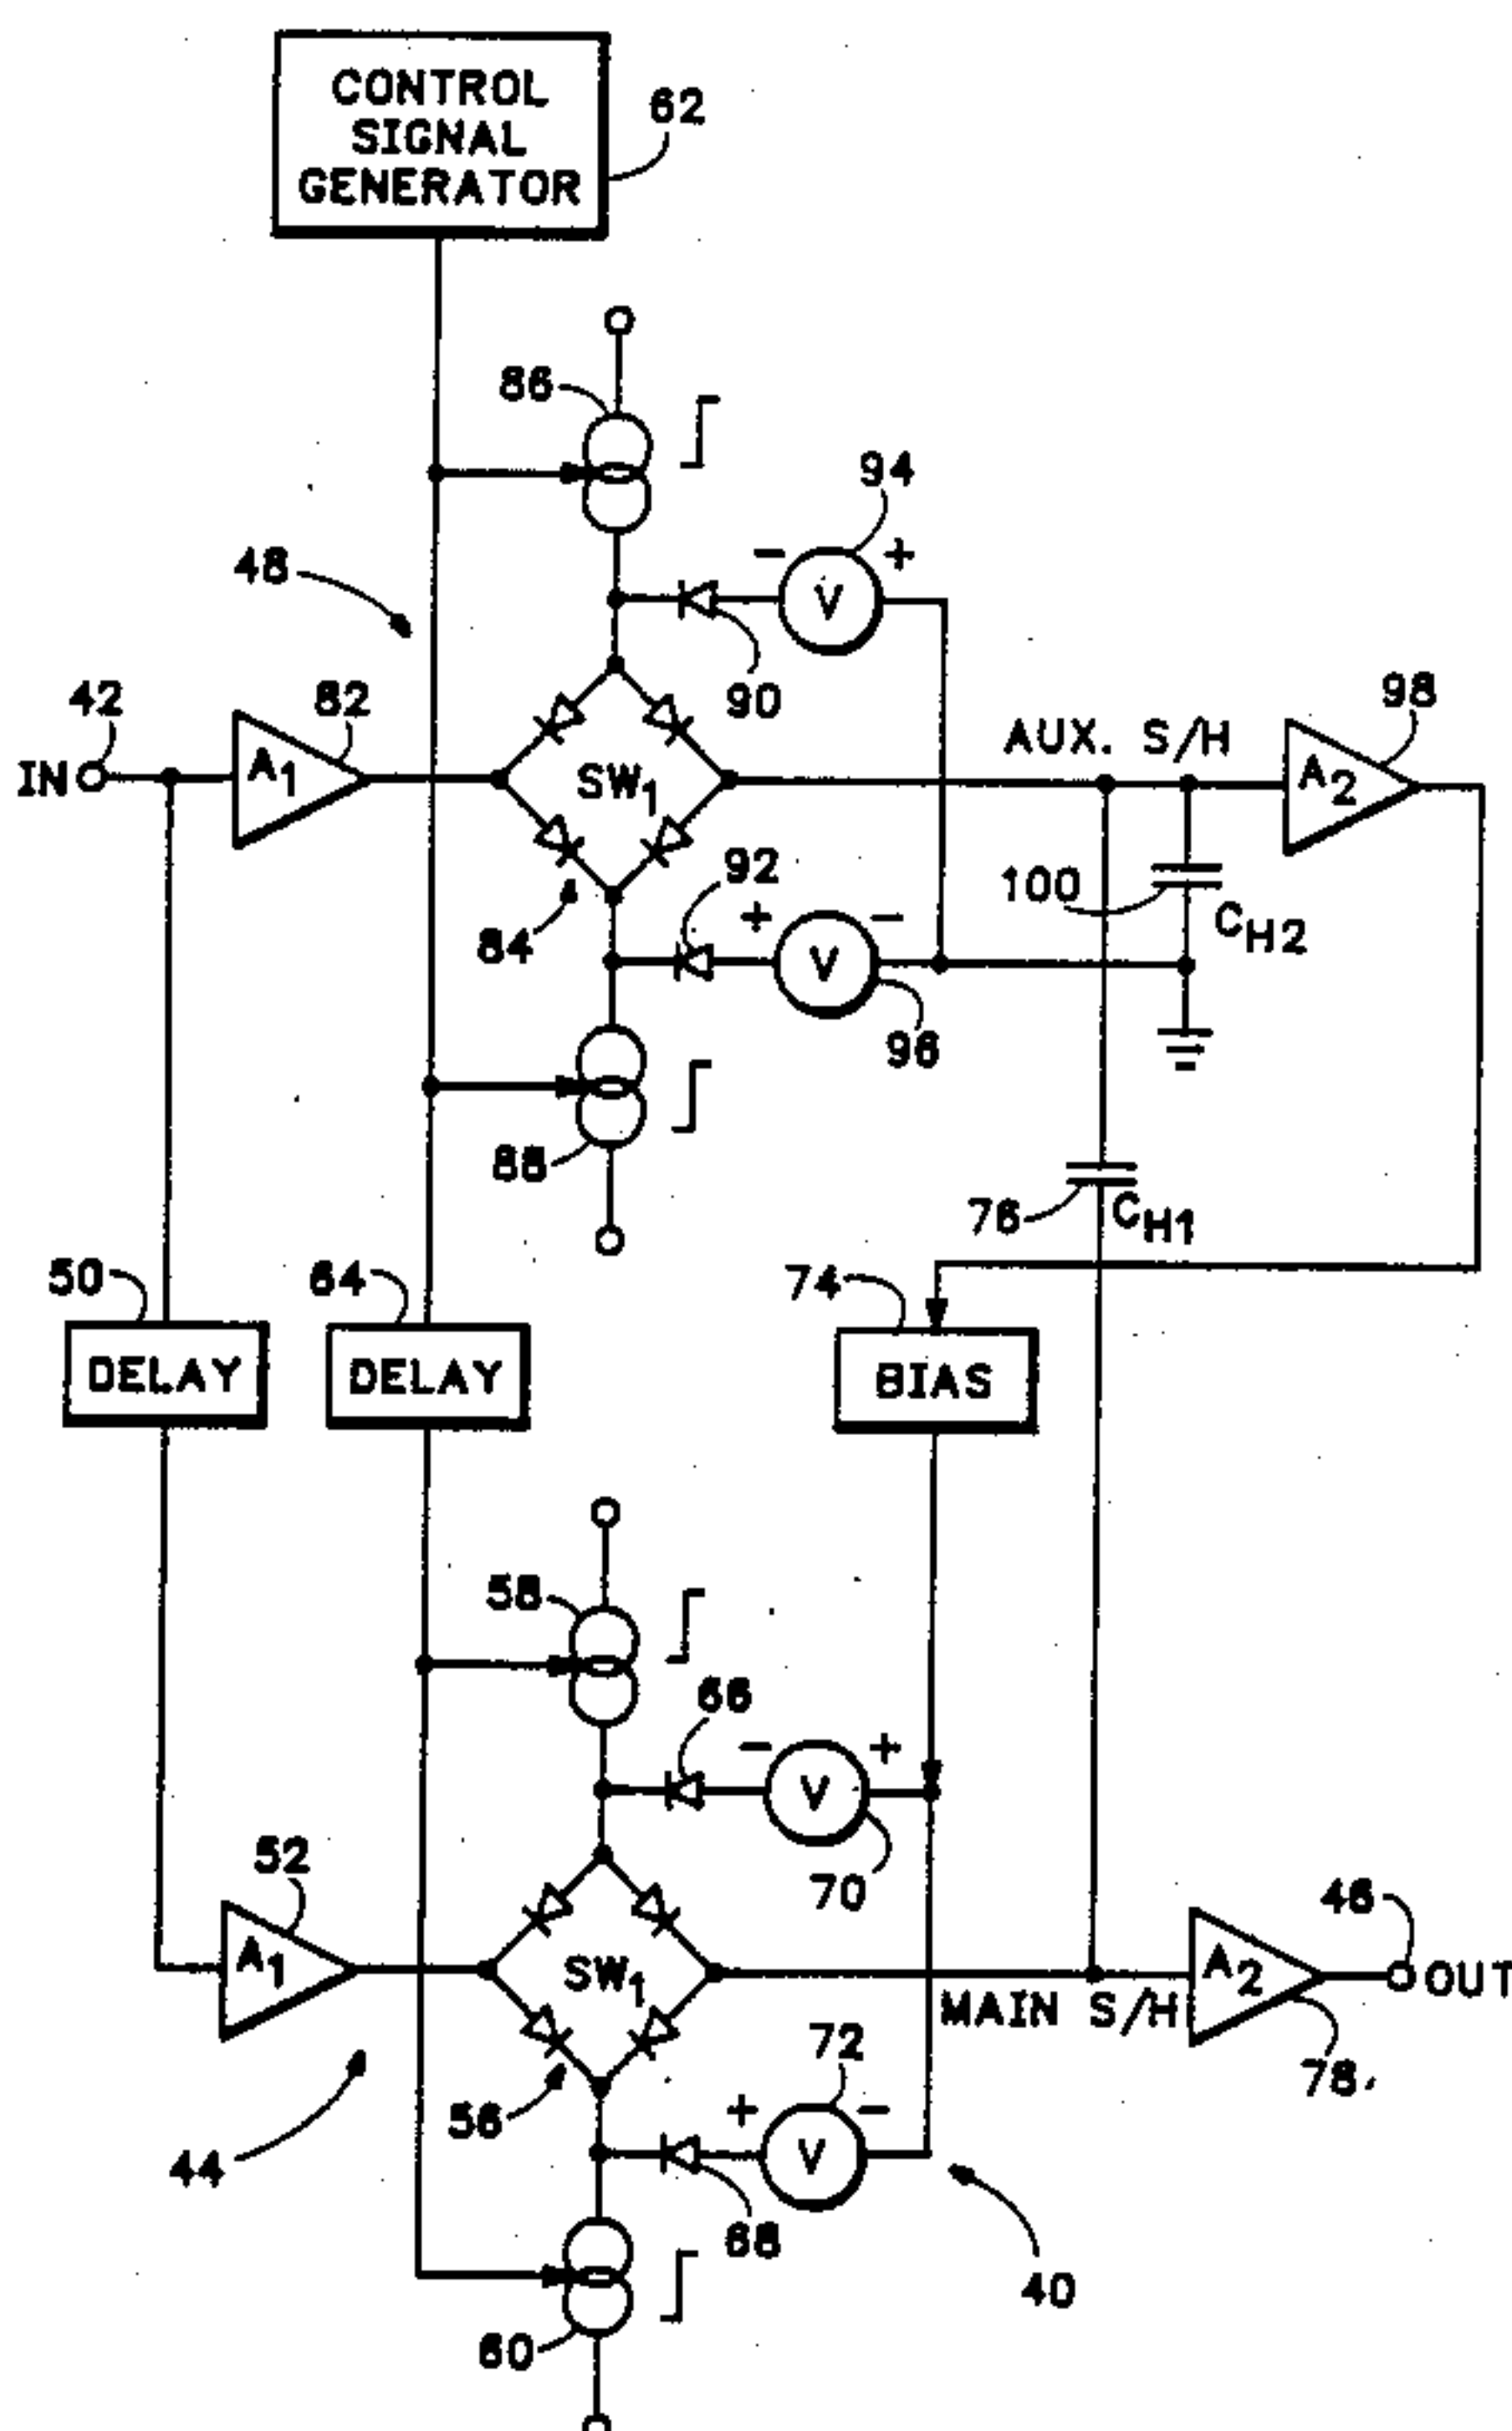 CONTROL
SIGNAL
GENERATOR
62
86
94
- +
48
V
90
42
82
98
AUX. S/H
IN
A1
SW1
A2
92
100
84
+ -
CH2
V
96
88
76
CH1
50
64
74
DELAY
DELAY
BIAS
58
66
- +
V
52
70
46
A1
SW1
A2
OUT
MAIN S/H
72
78
56
+ -
44
V
68
40
60